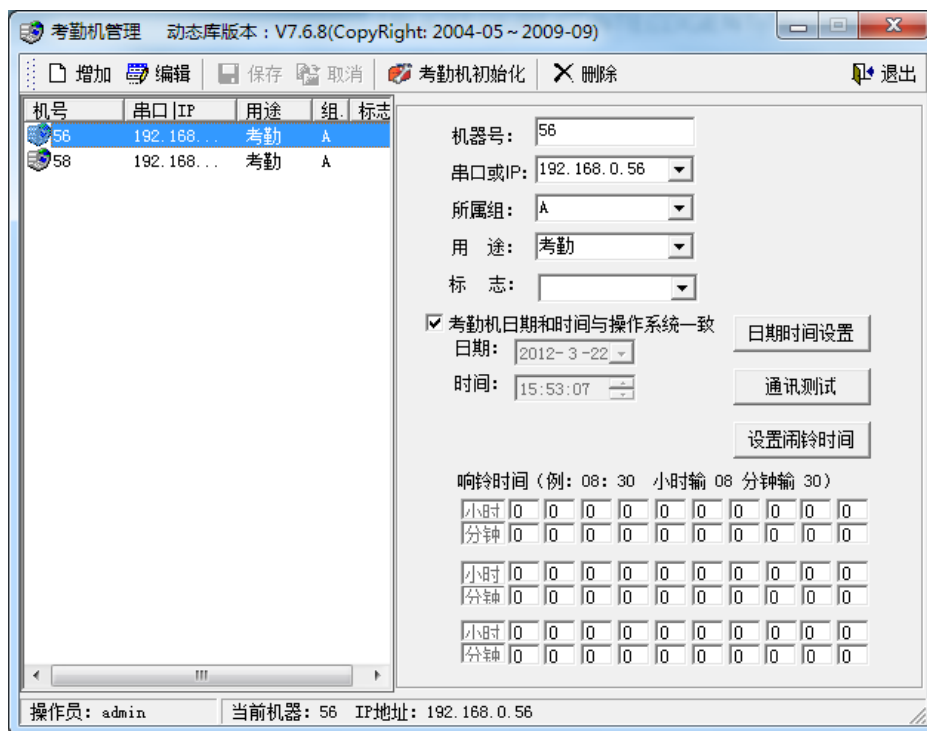 考勤机管理 动态库版本：V7.6.8(CopyRight: 2004-05～2009-09)
增加 编辑 保存 取消 考勤机初始化 删除 退出
机号 串口|IP 用途 组. 标志
56 192.168... 考勤 A
58 192.168... 考勤 A
机器号： 56
串口或IP： 192.168.0.56
所属组： A
用 途： 考勤
标 志：
考勤机日期和时间与操作系统一致
日期： 2012- 3 -22
时间： 15:53:07
日期时间设置
通讯测试
设置闹铃时间
响铃时间（例：08：30 小时输 08 分钟输 30）
小时 0 0 0 0 0 0 0 0 0 0
分钟 0 0 0 0 0 0 0 0 0 0
小时 0 0 0 0 0 0 0 0 0 0
分钟 0 0 0 0 0 0 0 0 0 0
小时 0 0 0 0 0 0 0 0 0 0
分钟 0 0 0 0 0 0 0 0 0 0
操作员：admin 当前机器：56 IP地址：192.168.0.56